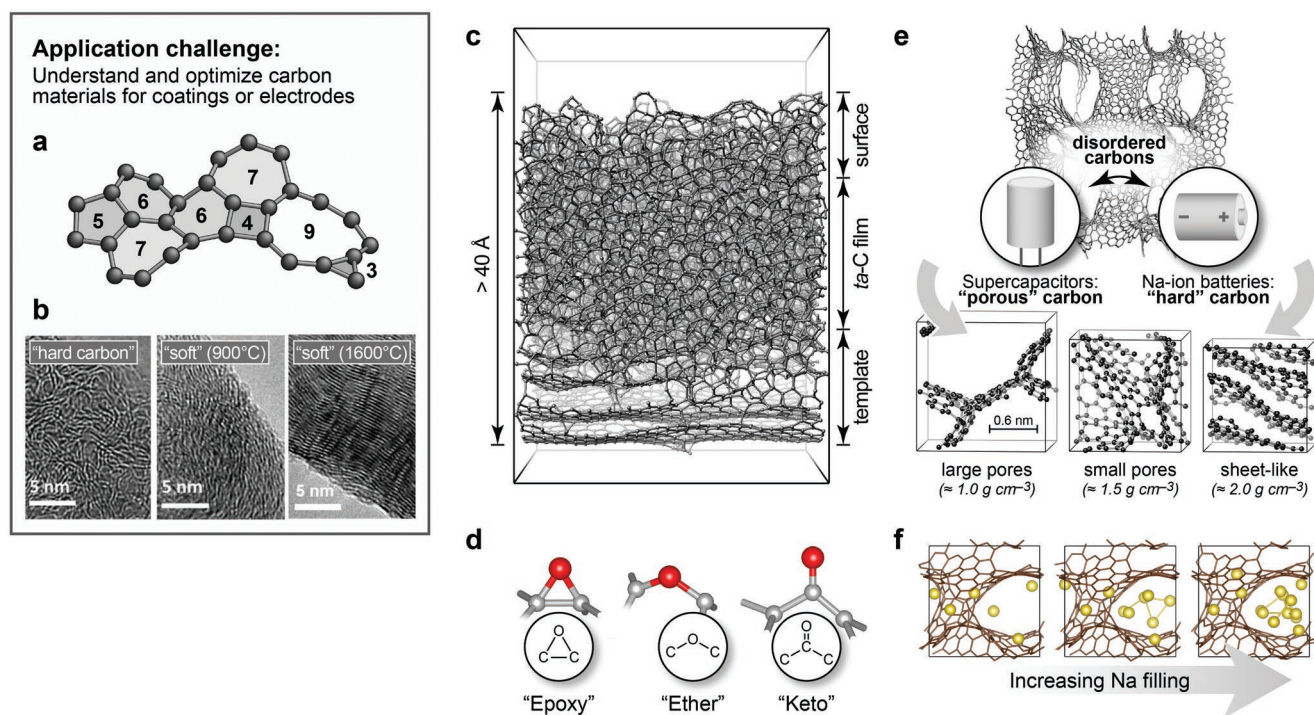 Application challenge:
Understand and optimize carbon
materials for coatings or electrodes
a
5
6
7
6
7
4
9
3
b
"hard carbon"
"soft" (900°C)
"soft" (1600°C)
5 nm
5 nm
5 nm
c
> 40 Å
surface
ta-C film
template
d
O
C C
"Epoxy"
O
C C
"Ether"
O
C
C C
"Keto"
e
disordered
carbons
− +
Supercapacitors:
"porous" carbon
Na-ion batteries:
"hard" carbon
0.6 nm
large pores
(≈ 1.0 g cm⁻³)
small pores
(≈ 1.5 g cm⁻³)
sheet-like
(≈ 2.0 g cm⁻³)
f
Increasing Na filling